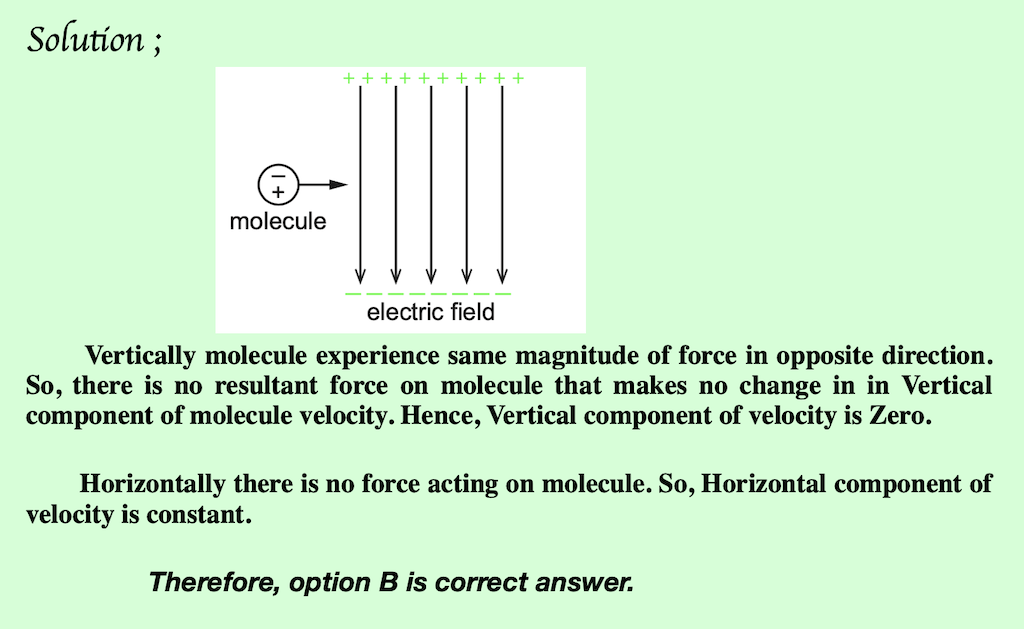 Solution ;
+ + + + + + + + + +
−
+
molecule
— — — — — — — —
electric field
Vertically molecule experience same magnitude of force in opposite direction.
So, there is no resultant force on molecule that makes no change in in Vertical
component of molecule velocity. Hence, Vertical component of velocity is Zero.
Horizontally there is no force acting on molecule. So, Horizontal component of
velocity is constant.
Therefore, option B is correct answer.